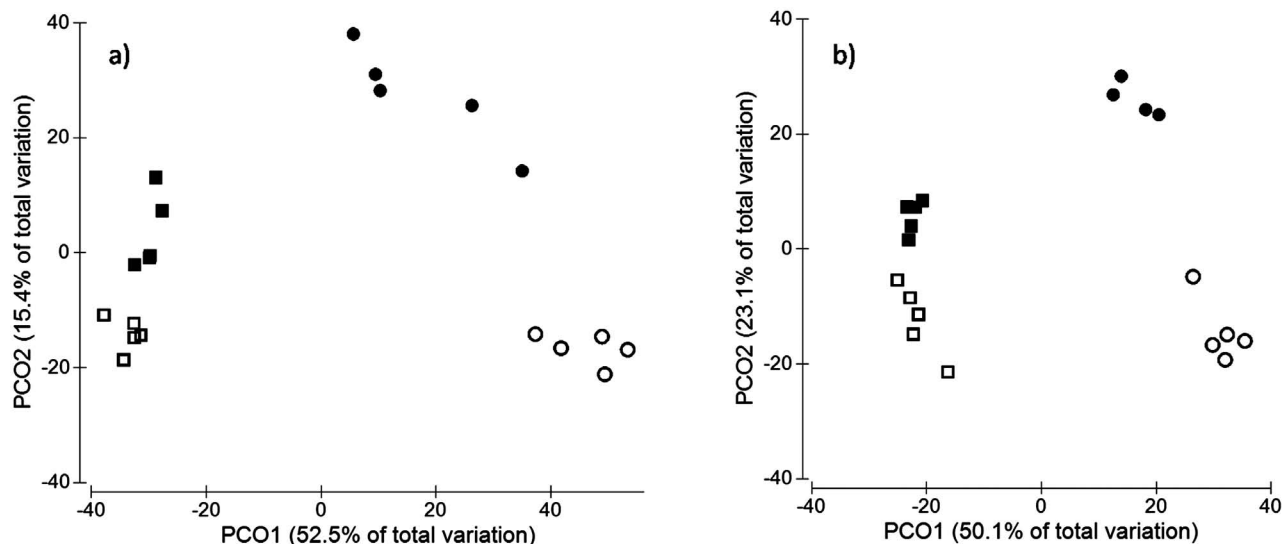 a)
40
20
0
-20
-40
PCO2 (15.4% of total variation)
-40 -20 0 20 40
PCO1 (52.5% of total variation)
b)
40
20
0
-20
-40
PCO2 (23.1% of total variation)
-40 -20 0 20 40
PCO1 (50.1% of total variation)